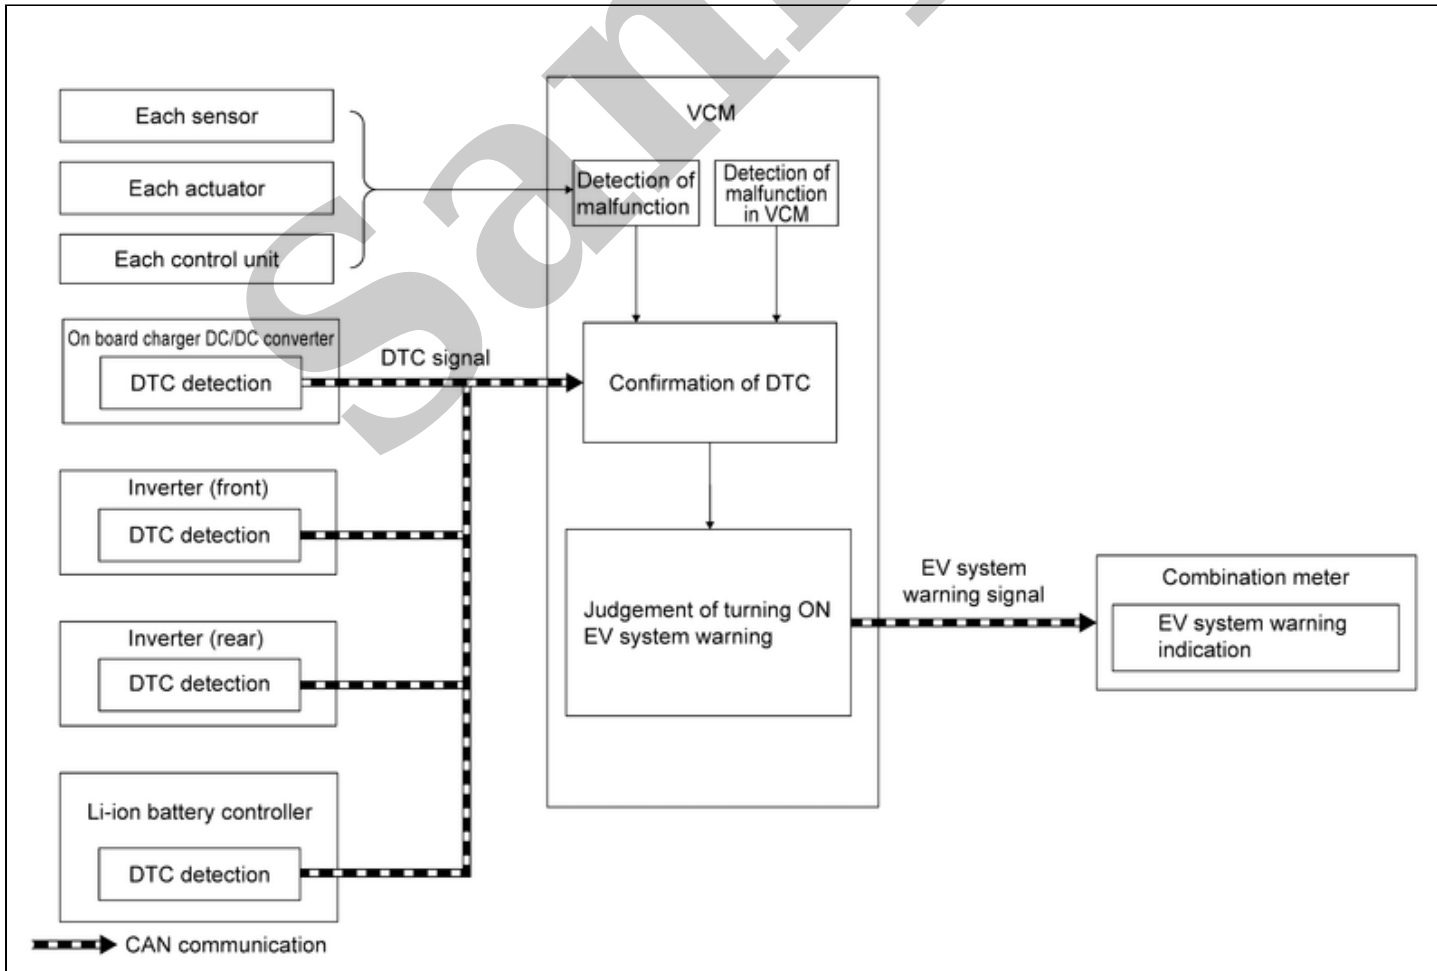 VCM
Each sensor
Each actuator
Each control unit
Detection of
malfunction
Detection of
malfunction
in VCM
On board charger DC/DC converter
DTC detection
DTC signal
Confirmation of DTC
Inverter (front)
DTC detection
Inverter (rear)
DTC detection
Judgement of turning ON
EV system warning
EV system
warning signal
Combination meter
EV system warning
indication
Li-ion battery controller
DTC detection
CAN communication